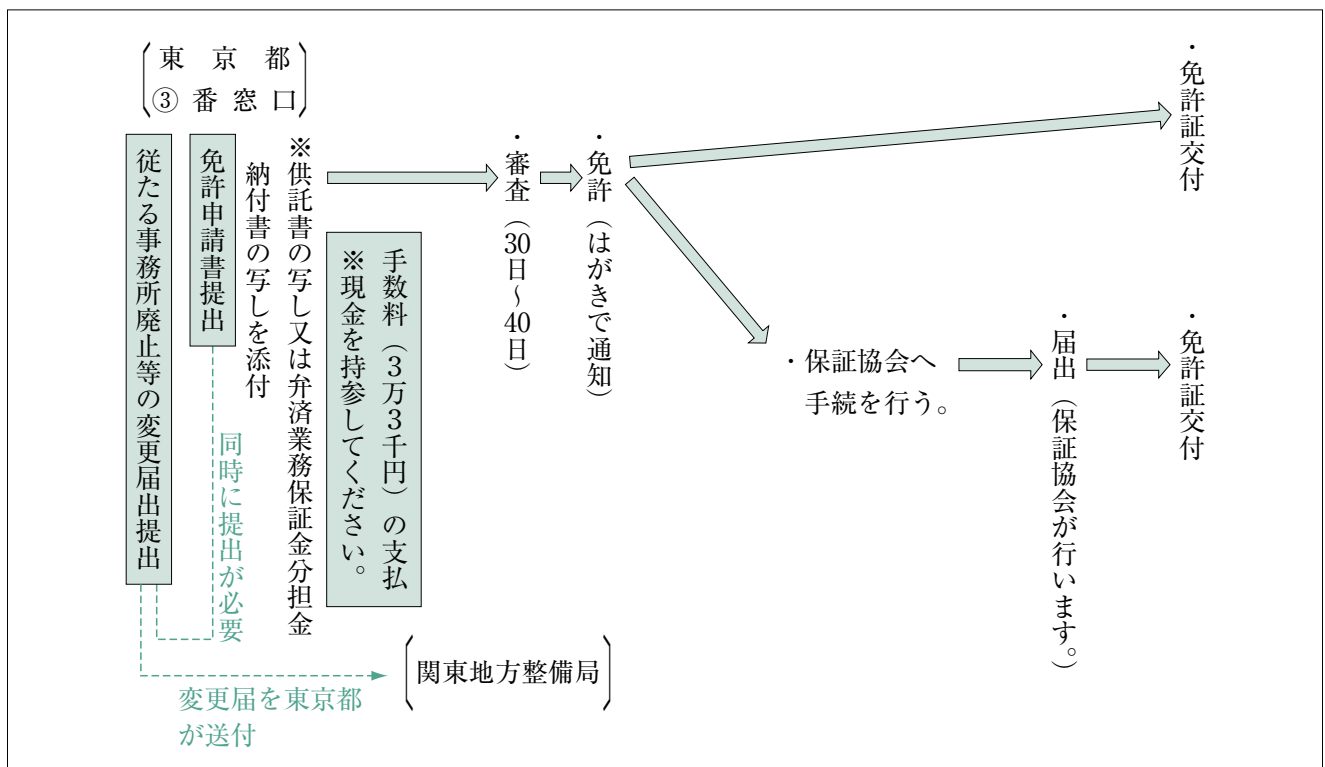 東京都
③番窓口
従たる事務所廃止等の変更届出提出
免許申請書提出
同時に提出が必要
※供託書の写し又は弁済業務保証金分担金
納付書の写しを添付
手数料（3万3千円）の支払
※現金を持参してください。
・審査（30日～40日）
・免許（はがきで通知）
・免許証交付
・保証協会へ
手続を行う。
・届出（保証協会が行います。）
・免許証交付
関東地方整備局
変更届を東京都
が送付